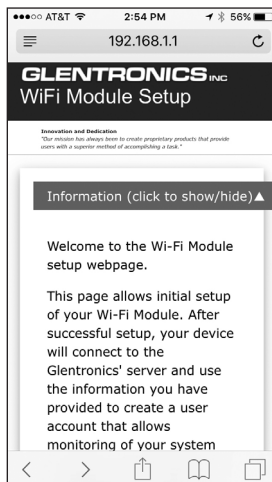 ●●●○○ AT&T 2:54 PM 56%
192.168.1.1
GLENTRONICS INC
WiFi Module Setup
Innovation and Dedication
"Our mission has always been to create proprietary products that provide
users with a superior method of accomplishing a task."
Information (click to show/hide)▲
Welcome to the Wi-Fi Module
setup webpage.
This page allows initial setup
of your Wi-Fi Module. After
successful setup, your device
will connect to the
Glentronics' server and use
the information you have
provided to create a user
account that allows
monitoring of your system